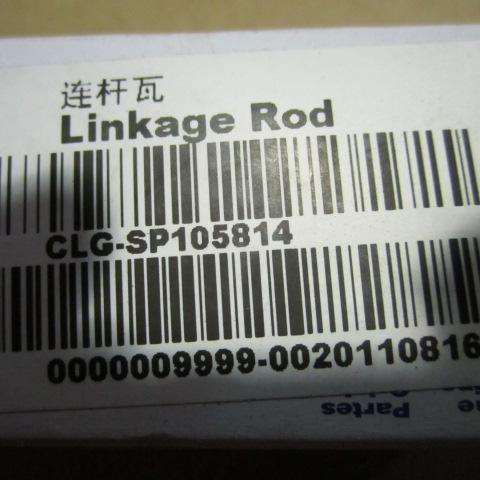 连杆瓦
Linkage Rod
CLG-SP105814
0000009999-0020110816
Partes